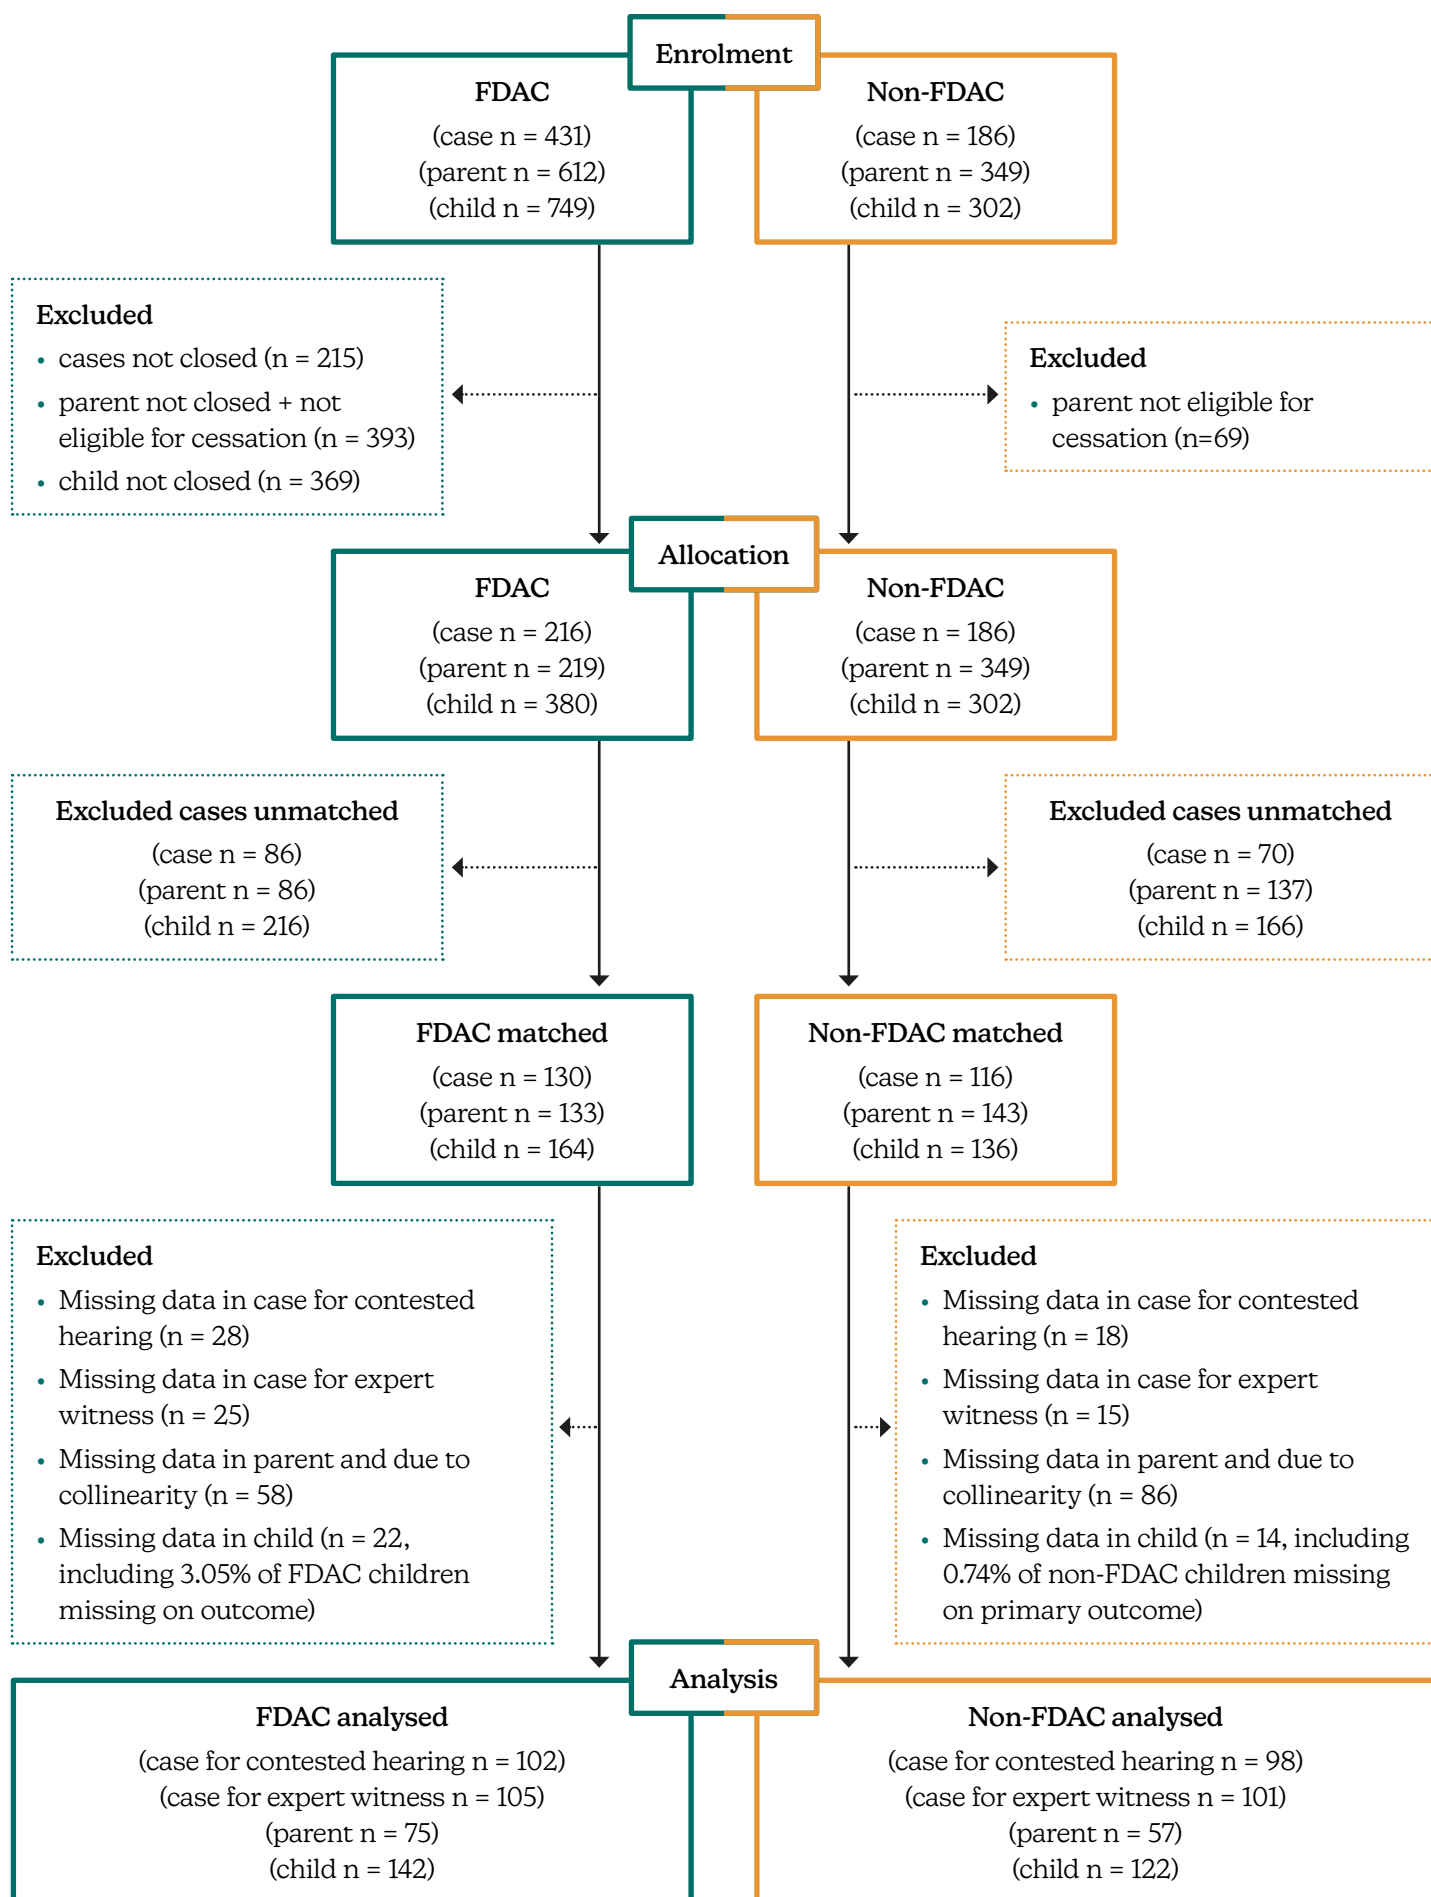 Enrolment
FDAC
(case n = 431)
(parent n = 612)
(child n = 749)
Non-FDAC
(case n = 186)
(parent n = 349)
(child n = 302)
Excluded
• cases not closed (n = 215)
• parent not closed + not
eligible for cessation (n = 393)
• child not closed (n = 369)
Excluded
• parent not eligible for
cessation (n=69)
Allocation
FDAC
(case n = 216)
(parent n = 219)
(child n = 380)
Non-FDAC
(case n = 186)
(parent n = 349)
(child n = 302)
Excluded cases unmatched
(case n = 86)
(parent n = 86)
(child n = 216)
Excluded cases unmatched
(case n = 70)
(parent n = 137)
(child n = 166)
FDAC matched
(case n = 130)
(parent n = 133)
(child n = 164)
Non-FDAC matched
(case n = 116)
(parent n = 143)
(child n = 136)
Excluded
• Missing data in case for contested
hearing (n = 28)
• Missing data in case for expert
witness (n = 25)
• Missing data in parent and due to
collinearity (n = 58)
• Missing data in child (n = 22,
including 3.05% of FDAC children
missing on outcome)
Excluded
• Missing data in case for contested
hearing (n = 18)
• Missing data in case for expert
witness (n = 15)
• Missing data in parent and due to
collinearity (n = 86)
• Missing data in child (n = 14, including
0.74% of non-FDAC children missing
on primary outcome)
Analysis
FDAC analysed
(case for contested hearing n = 102)
(case for expert witness n = 105)
(parent n = 75)
(child n = 142)
Non-FDAC analysed
(case for contested hearing n = 98)
(case for expert witness n = 101)
(parent n = 57)
(child n = 122)